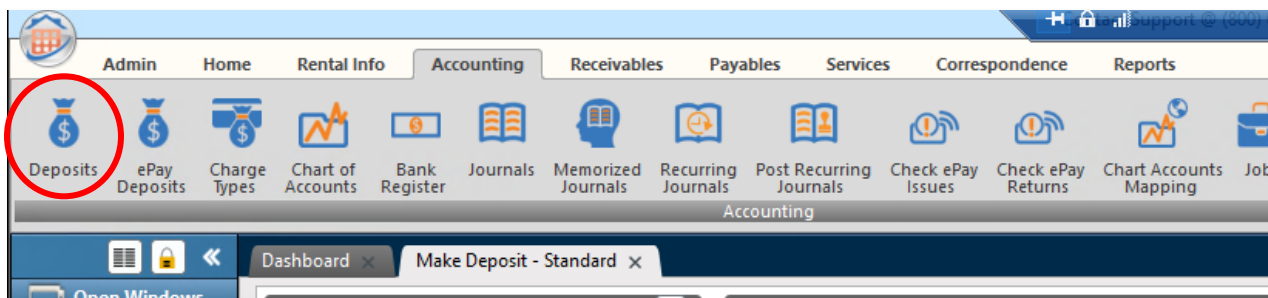 Support @ (800)
Admin Home Rental Info Accounting Receivables Payables Services Correspondence Reports
Deposits
ePay Deposits
Charge Types
Chart of Accounts
Bank Register
Journals
Memorized Journals
Recurring Journals
Post Recurring Journals
Check ePay Issues
Check ePay Returns
Chart Accounts Mapping
Job
Accounting
Dashboard
Make Deposit - Standard
Open Windows